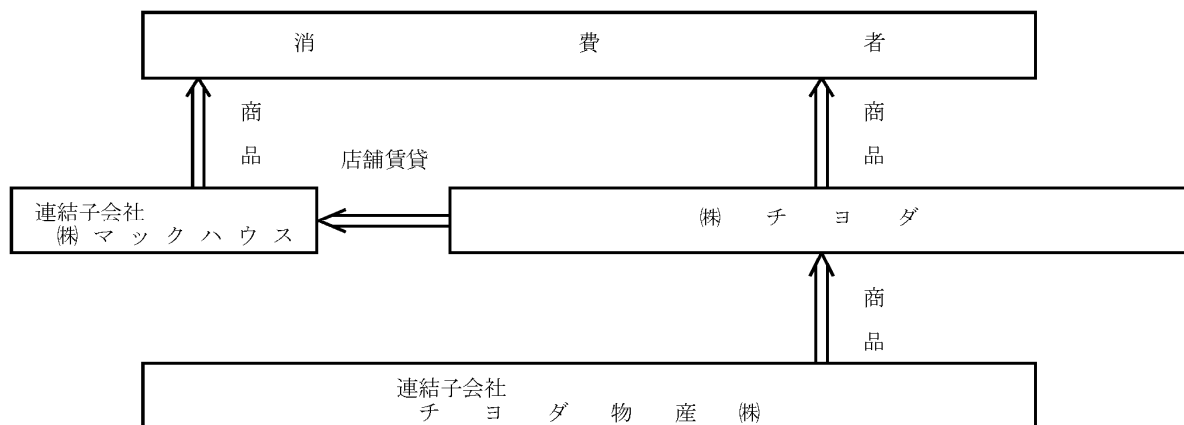 消費者
商品
商品
店舗賃貸
連結子会社
㈱マックハウス
㈱チヨダ
商品
連結子会社
チヨダ物産㈱